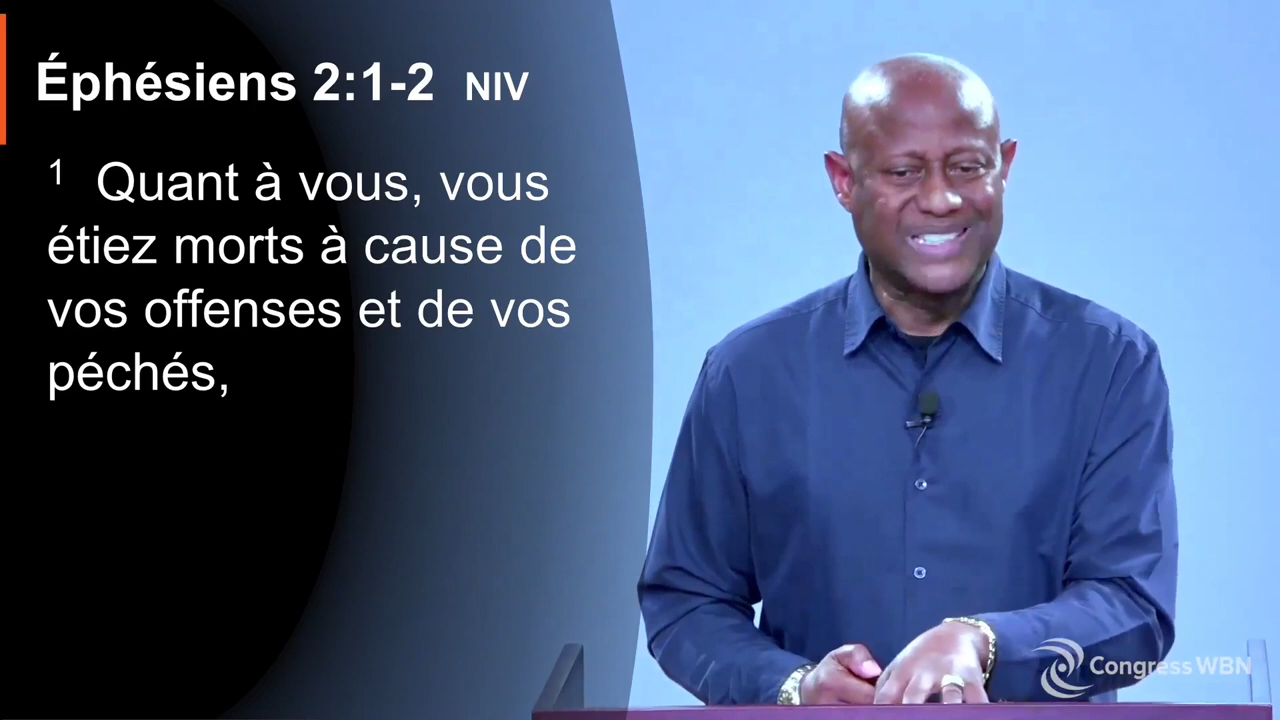 Éphésiens 2:1-2 NIV
1 Quant à vous, vous
étiez morts à cause de
vos offenses et de vos
péchés,
Congress WBN